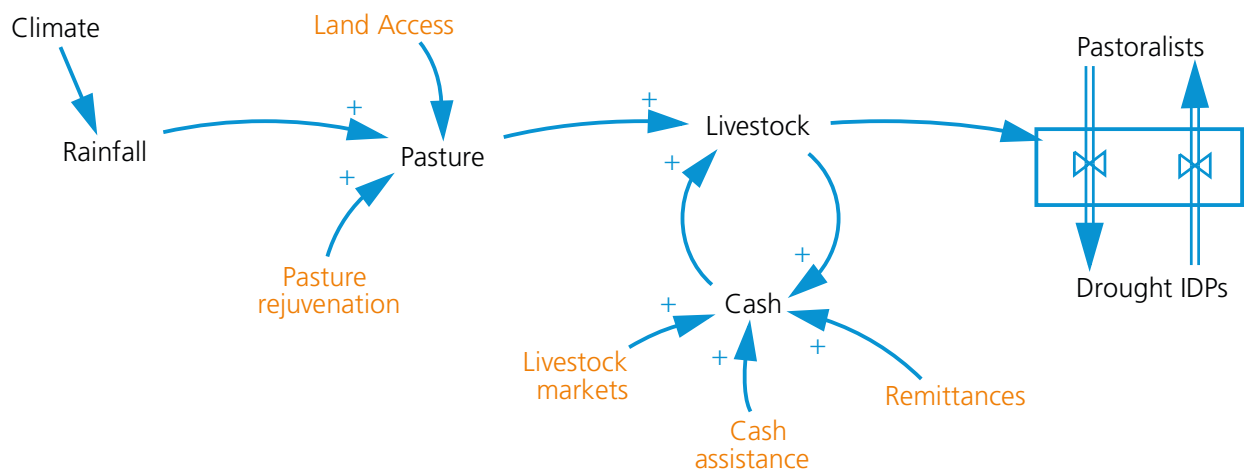 Climate
Land Access
Pastoralists
+
+
Rainfall
Pasture
Livestock
+
+
Pasture
rejuvenation
+
Drought IDPs
Cash
+
Livestock
markets
+
+
Remittances
Cash
assistance